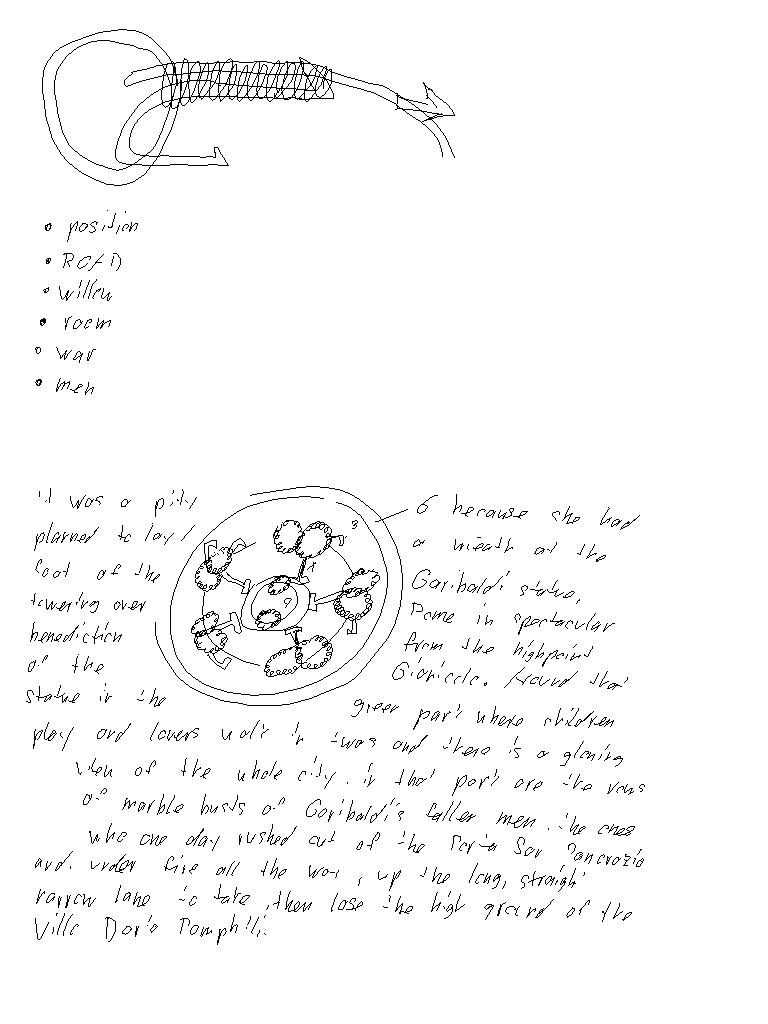 position
willow
room
war
men
3
1
9
it was a pity 6 because she had
planned to lay a wreath at the
foot of the Garibaldi statue,
towering over Rome in spectacular
benediction from the highpoint
of the Gianicolo. Around that
statue in the green park where children
play and lovers walk in twos and there is a glowing
view of the whole city. in that park are the rows
of marble busts of Garibaldi's fallen men. the ones
who one day rushed out of the Porta San Pancrazio
and. under fire all the way, up the long, straight
narrow lane to take, then lose the high ground of the
Villa Doria Pamphili.